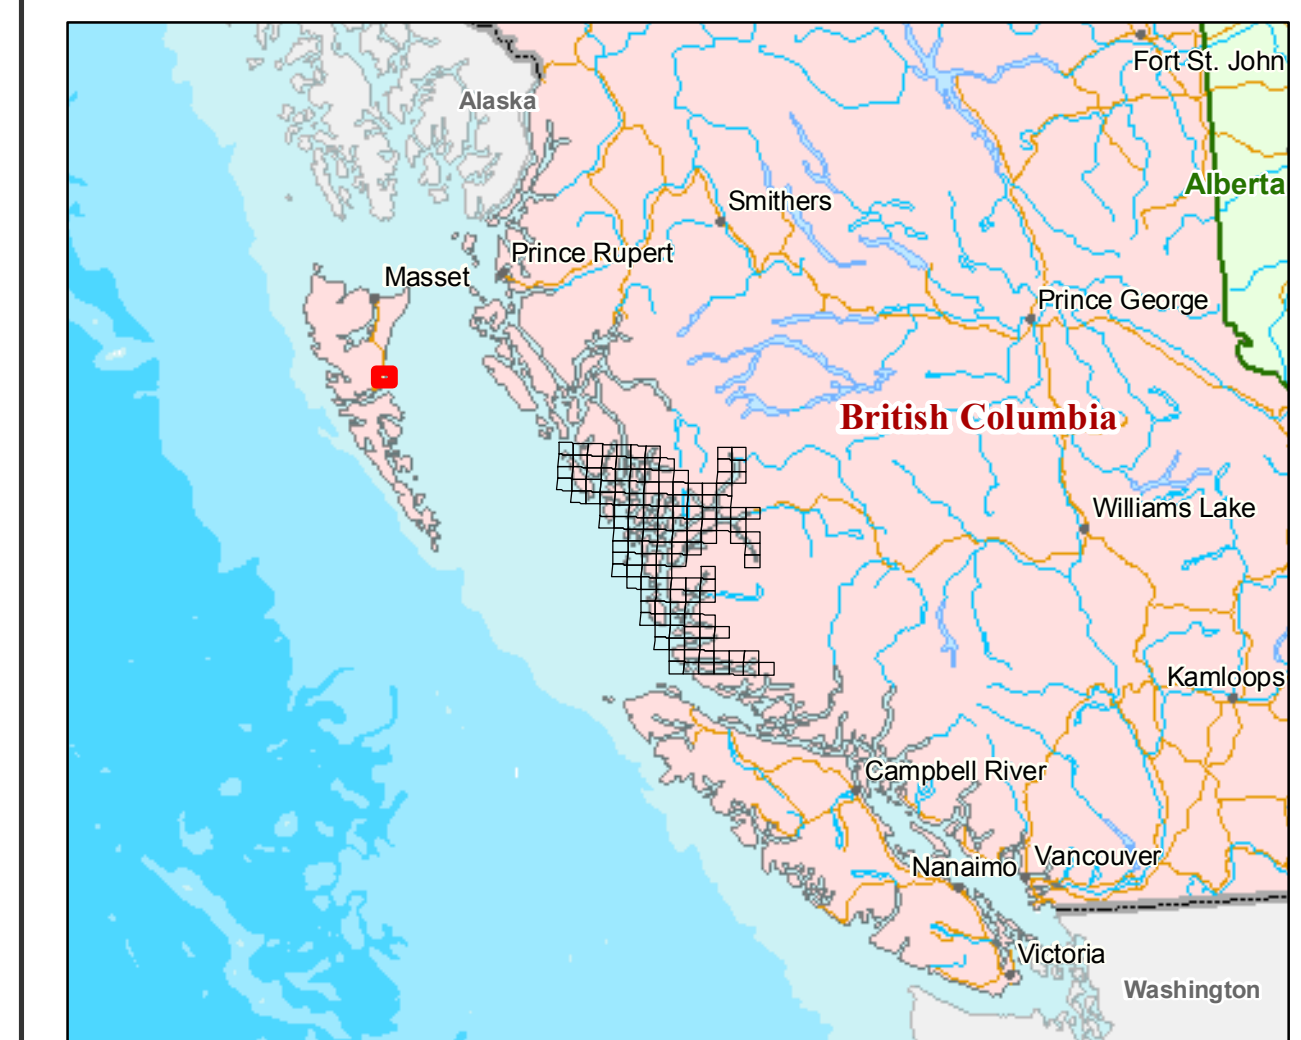 Fort St. John
Alaska
Alberta
Smithers
Prince Rupert
Masset
Prince George
British Columbia
Williams Lake
Kamloops
Campbell River
Vancouver
Nanaimo
Victoria
Washington